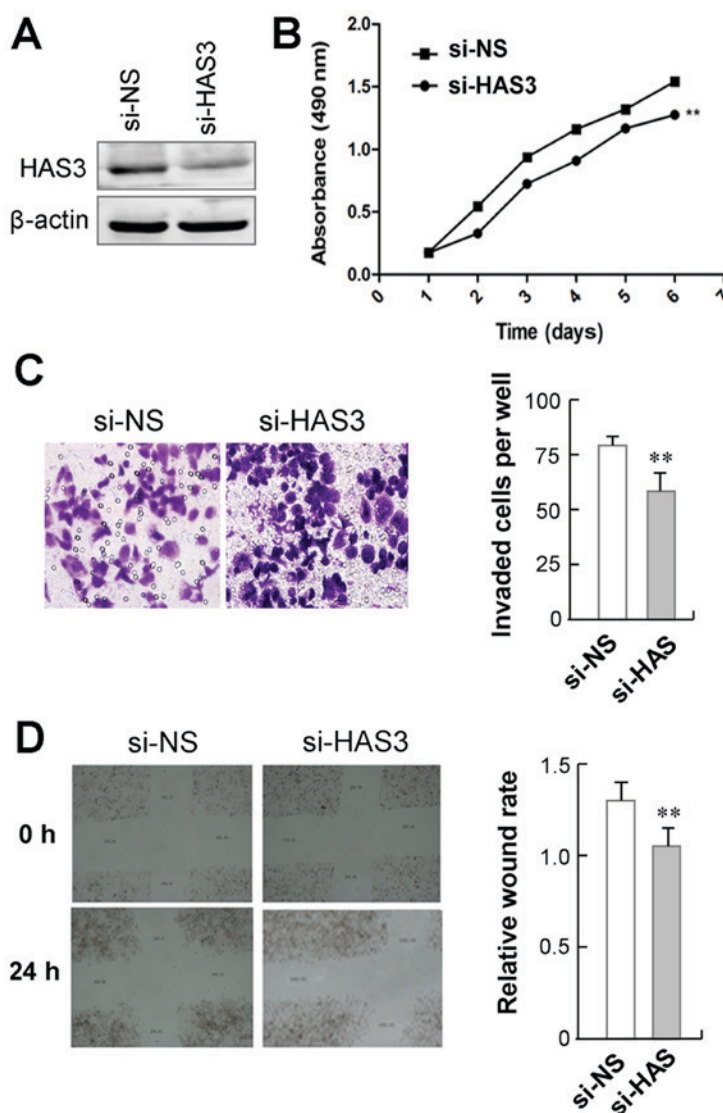 A
si-NS
si-HAS3
HAS3
β-actin
B
si-NS
si-HAS3
**
Absorbance (490 nm)
2.0
1.5
1.0
0.5
0.0
0 1 2 3 4 5 6 7
Time (days)
C
si-NS si-HAS3
Invaded cells per well
100
75
50
25
0
**
si-NS
si-HAS
D
si-NS si-HAS3
0 h
24 h
Relative wound rate
1.5
1.0
0.5
0
**
si-NS
si-HAS